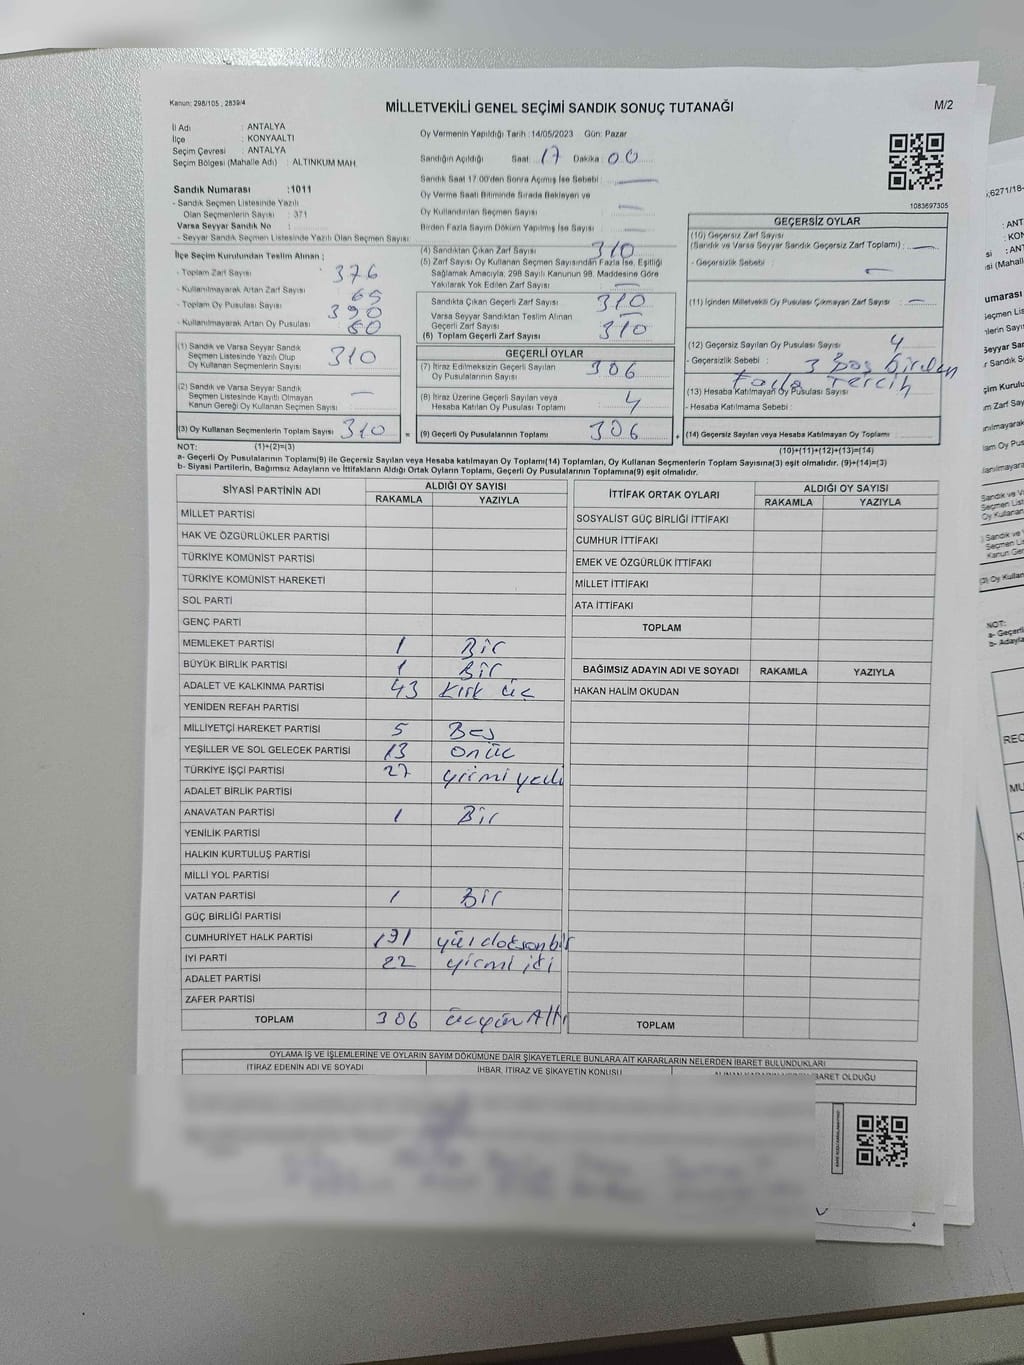 Kanun: 298/105 , 2839/4
MİLLETVEKİLİ GENEL SEÇİMİ SANDIK SONUÇ TUTANAĞI
M/2
İl Adı : ANTALYA
İlçe : KONYAALTI
Seçim Çevresi : ANTALYA
Seçim Bölgesi (Mahalle Adı) : ALTINKUM MAH.
Sandık Numarası :1011
- Sandık Seçmen Listesinde Yazılı
Olan Seçmenlerin Sayısı : 371
Varsa Seyyar Sandık No :
- Seyyar Sandık Seçmen Listesinde Yazılı Olan Seçmen Sayısı:
Oy Vermenin Yapıldığı Tarih :14/05/2023 Gün: Pazar
Sandığın Açıldığı Saat 17 Dakika 00
Sandık Saat 17.00'den Sonra Açılmış İse Sebebi : —
Oy Verme Saati Bitiminde Sırada Bekleyen ve
Oy Kullandırılan Seçmen Sayısı —
Birden Fazla Sayım Döküm Yapılmış İse Sayısı : —
1083697305
İlçe Seçim Kurulundan Teslim Alınan ;
- Toplam Zarf Sayısı 376
- Kullanılmayarak Artan Zarf Sayısı 65
- Toplam Oy Pusulası Sayısı 390
- Kullanılmayarak Artan Oy Pusulası 80
(1) Sandık ve Varsa Seyyar Sandık
Seçmen Listesinde Yazılı Olup
Oy Kullanan Seçmenlerin Sayısı 310
(2) Sandık ve Varsa Seyyar Sandık
Seçmen Listesinde Kayıtlı Olmayan
Kanun Gereği Oy Kullanan Seçmen Sayısı —
(3) Oy Kullanan Seçmenlerin Toplam Sayısı 310 =
(4) Sandıktan Çıkan Zarf Sayısı 310
(5) Zarf Sayısı Oy Kullanan Seçmen Sayısından Fazla İse, Eşitliği
Sağlamak Amacıyla; 298 Sayılı Kanunun 98. Maddesine Göre
Yakılarak Yok Edilen Zarf Sayısı —
Sandıkta Çıkan Geçerli Zarf Sayısı 310
Varsa Seyyar Sandıktan Teslim Alınan
Geçerli Zarf Sayısı —
(6) Toplam Geçerli Zarf Sayısı 310
GEÇERLİ OYLAR
(7) İtiraz Edilmeksizin Geçerli Sayılan
Oy Pusulalarının Sayısı 306
(8) İtiraz Üzerine Geçerli Sayılan veya
Hesaba Katılan Oy Pusulası Toplamı 4
(9) Geçerli Oy Pusulalarının Toplamı 306 +
GEÇERSİZ OYLAR
(10) Geçersiz Zarf Sayısı
(Sandık ve Varsa Seyyar Sandık Geçersiz Zarf Toplamı) : —
- Geçersizlik Sebebi : —
(11) İçinden Milletvekili Oy Pusulası Çıkmayan Zarf Sayısı : —
(12) Geçersiz Sayılan Oy Pusulası Sayısı 4
- Geçersizlik Sebebi : 3 Boş Birden
Fazla Tercih
(13) Hesaba Katılmayan Oy Pusulası Sayısı
- Hesaba Katılmama Sebebi :
(14) Geçersiz Sayılan veya Hesaba Katılmayan Oy Toplamı :
NOT: (1)+(2)=(3) (10)+(11)+(12)+(13)=(14)
a- Geçerli Oy Pusulalarının Toplamı(9) ile Geçersiz Sayılan veya Hesaba katılmayan Oy Toplamı(14) Toplamları, Oy Kullanan Seçmenlerin Toplam Sayısına(3) eşit olmalıdır. (9)+(14)=(3)
b- Siyasi Partilerin, Bağımsız Adayların ve İttifakların Aldığı Ortak Oyların Toplamı, Geçerli Oy Pusulalarının Toplamına(9) eşit olmalıdır.
SİYASİ PARTİNİN ADI ALDIĞI OY SAYISI
RAKAMLA YAZIYLA
MİLLET PARTİSİ
HAK VE ÖZGÜRLÜKLER PARTİSİ
TÜRKİYE KOMÜNİST PARTİSİ
TÜRKİYE KOMÜNİST HAREKETİ
SOL PARTİ
GENÇ PARTİ
MEMLEKET PARTİSİ 1 Bir
BÜYÜK BİRLİK PARTİSİ 1 Bir
ADALET VE KALKINMA PARTİSİ 43 Kırk üç
YENİDEN REFAH PARTİSİ
MİLLİYETÇİ HAREKET PARTİSİ 5 Beş
YEŞİLLER VE SOL GELECEK PARTİSİ 13 onüç
TÜRKİYE İŞÇİ PARTİSİ 27 yirmi yedi
ADALET BİRLİK PARTİSİ
ANAVATAN PARTİSİ 1 Bir
YENİLİK PARTİSİ
HALKIN KURTULUŞ PARTİSİ
MİLLİ YOL PARTİSİ
VATAN PARTİSİ 1 Bir
GÜÇ BİRLİĞİ PARTİSİ
CUMHURİYET HALK PARTİSİ 191 yüz doksan bir
İYİ PARTİ 22 yirmi iki
ADALET PARTİSİ
ZAFER PARTİSİ
TOPLAM 306 üçyüz Altı
İTTİFAK ORTAK OYLARI ALDIĞI OY SAYISI
RAKAMLA YAZIYLA
SOSYALİST GÜÇ BİRLİĞİ İTTİFAKI
CUMHUR İTTİFAKI
EMEK VE ÖZGÜRLÜK İTTİFAKI
MİLLET İTTİFAKI
ATA İTTİFAKI
TOPLAM
BAĞIMSIZ ADAYIN ADI VE SOYADI RAKAMLA YAZIYLA
HAKAN HALİM OKUDAN
TOPLAM
OYLAMA İŞ VE İŞLEMLERİNE VE OYLARIN SAYIM DÖKÜMÜNE DAİR ŞİKAYETLERLE BUNLARA AİT KARARLARIN NELERDEN İBARET BULUNDUKLARI
İTİRAZ EDENİN ADI VE SOYADI İHBAR, İTİRAZ VE ŞİKAYETİN KONUSU